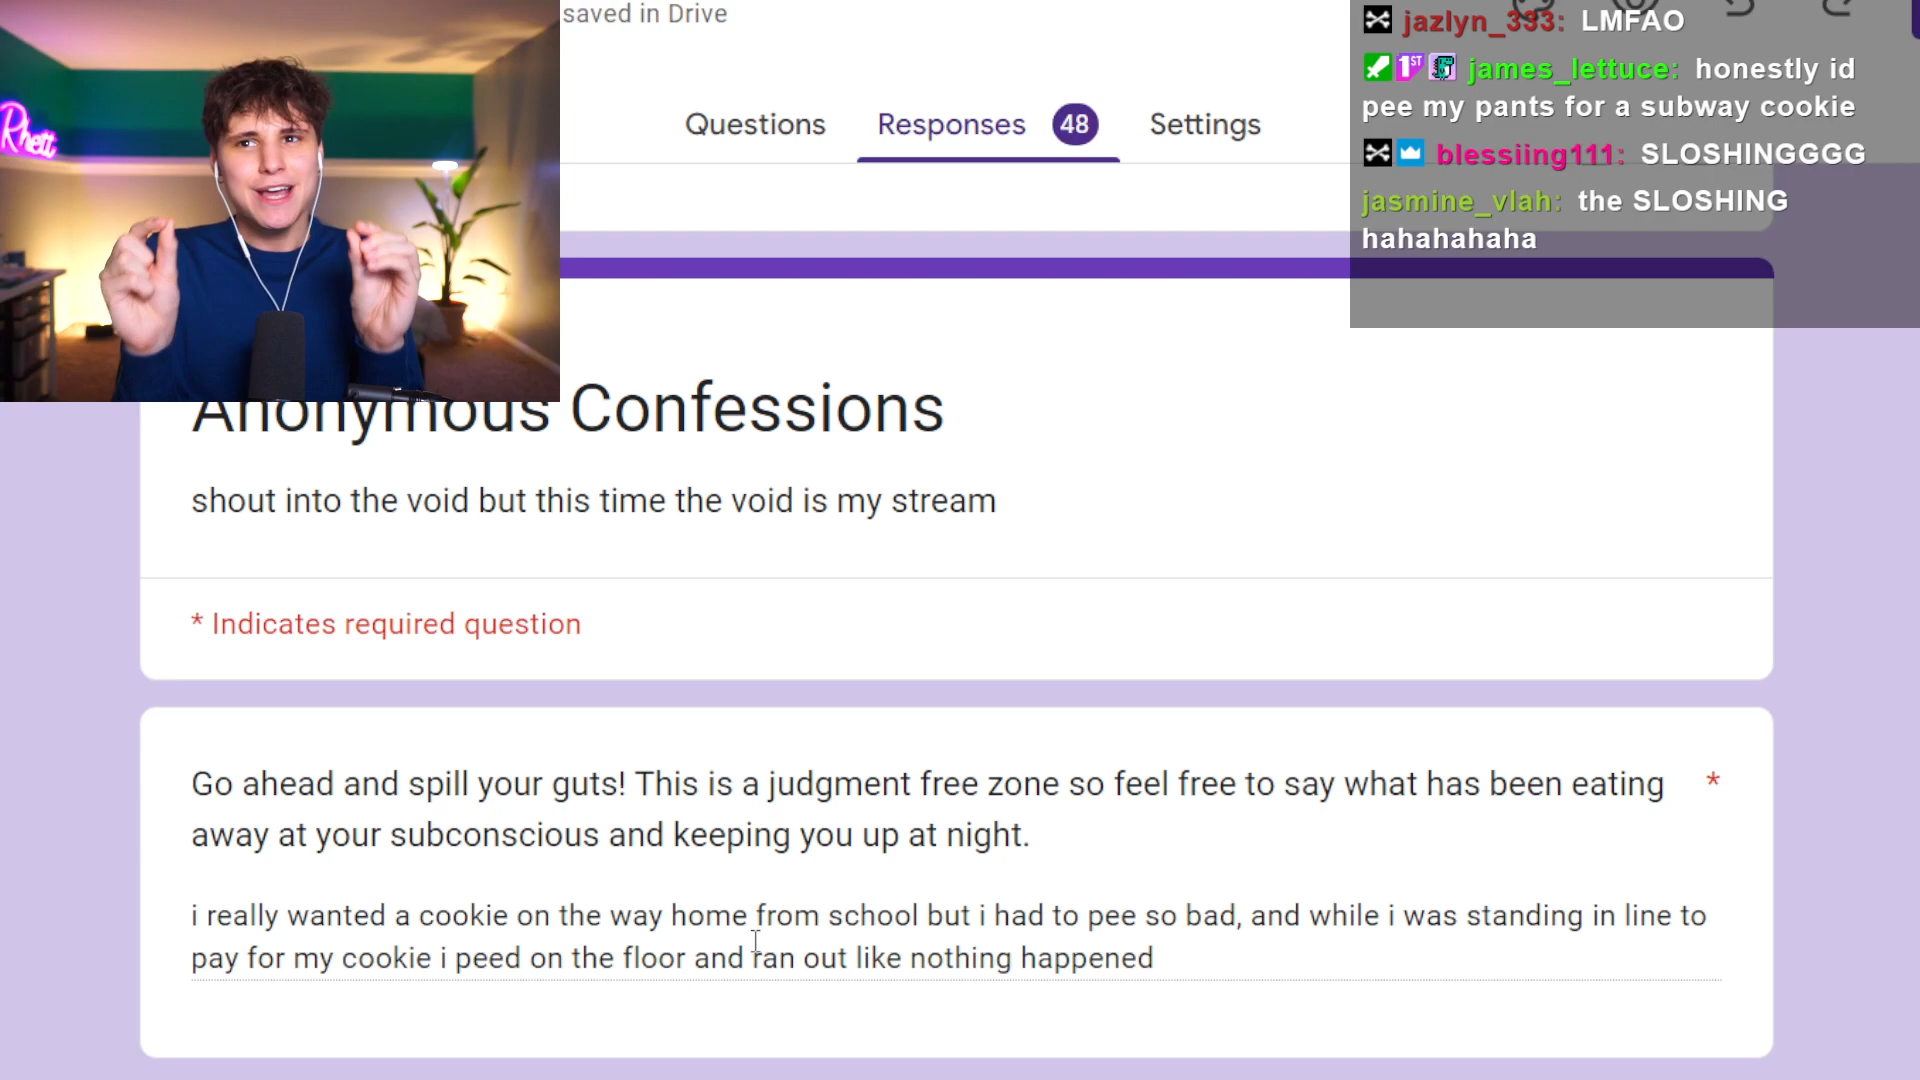 saved in Drive
Rhett
Questions Responses 48 Settings
jazlyn_333: LMFAO
1ST james_lettuce: honestly id
pee my pants for a subway cookie
blessiing111: SLOSHINGGGG
jasmine_vlah: the SLOSHING
hahahahaha
Anonymous Confessions
shout into the void but this time the void is my stream
* Indicates required question
Go ahead and spill your guts! This is a judgment free zone so feel free to say what has been eating *
away at your subconscious and keeping you up at night.
i really wanted a cookie on the way home from school but i had to pee so bad, and while i was standing in line to
pay for my cookie i peed on the floor and ran out like nothing happened